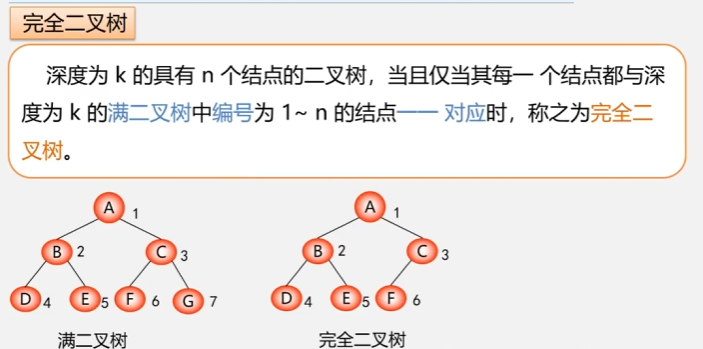 完全二叉树
深度为 k 的具有 n 个结点的二叉树，当且仅当其每一 个结点都与深
度为 k 的满二叉树中编号为 1~ n 的结点一一 对应时，称之为完全二
叉树。
A 1 A 1
B 2 C 3 B 2 C 3
D 4 E 5 F 6 G 7 D 4 E 5 F 6
满二叉树 完全二叉树